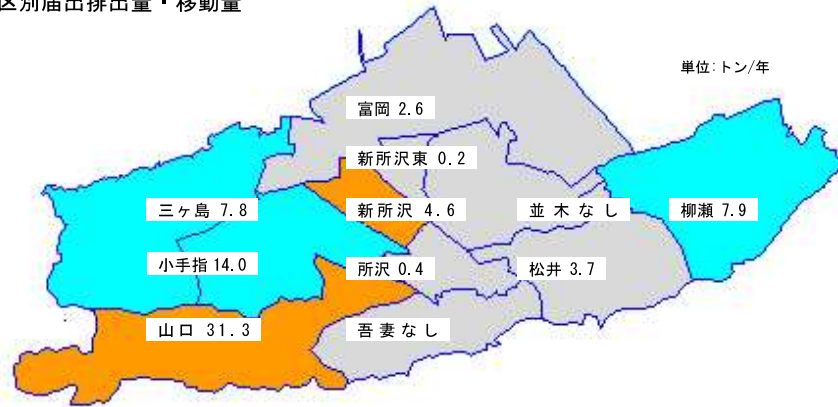 区別届出排出量・移動量
単位:トン/年
富岡 2.6
新所沢東 0.2
三ヶ島 7.8
新所沢 4.6
並木なし
柳瀬 7.9
小手指 14.0
所沢 0.4
松井 3.7
山口 31.3
吾妻なし